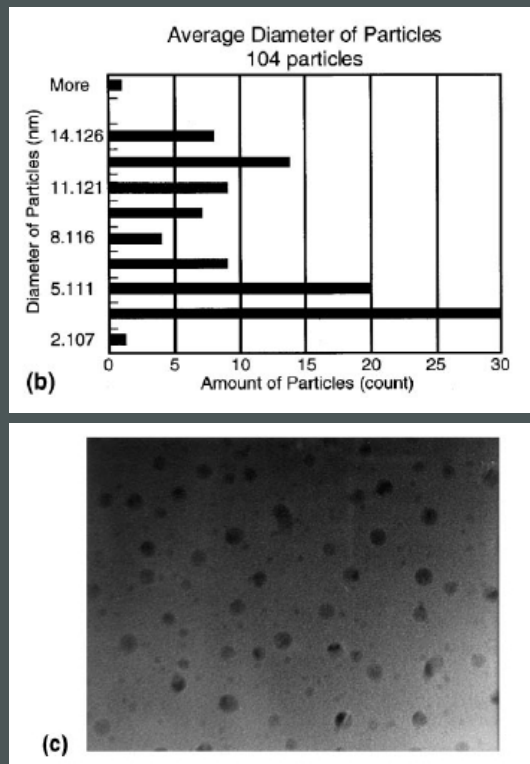 Average Diameter of Particles
104 particles
Diameter of Particles (nm)
More
14.126
11.121
8.116
5.111
2.107
0 5 10 15 20 25 30
Amount of Particles (count)
(b)
(c)